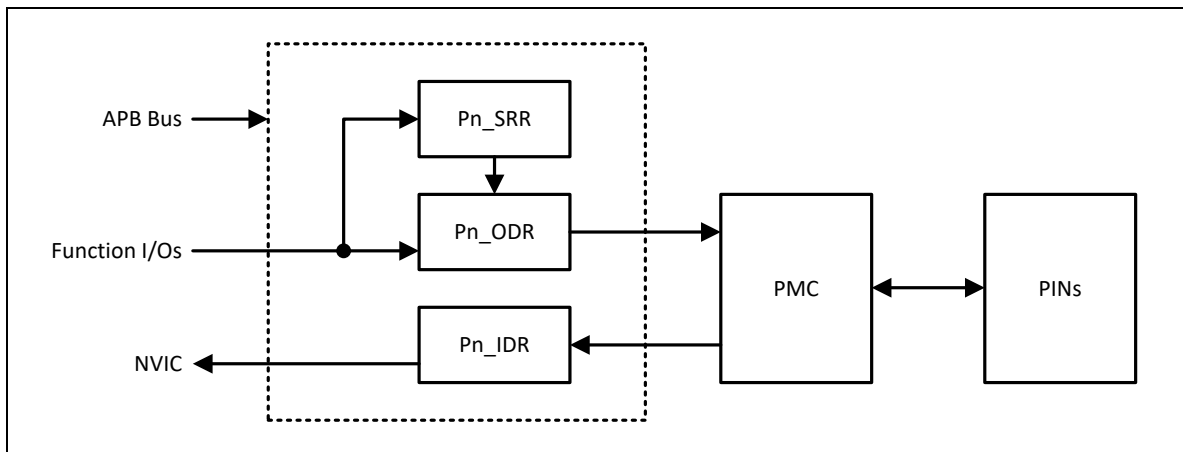 APB Bus
Pn_SRR
Function I/Os
Pn_ODR
PMC
PINs
NVIC
Pn_IDR